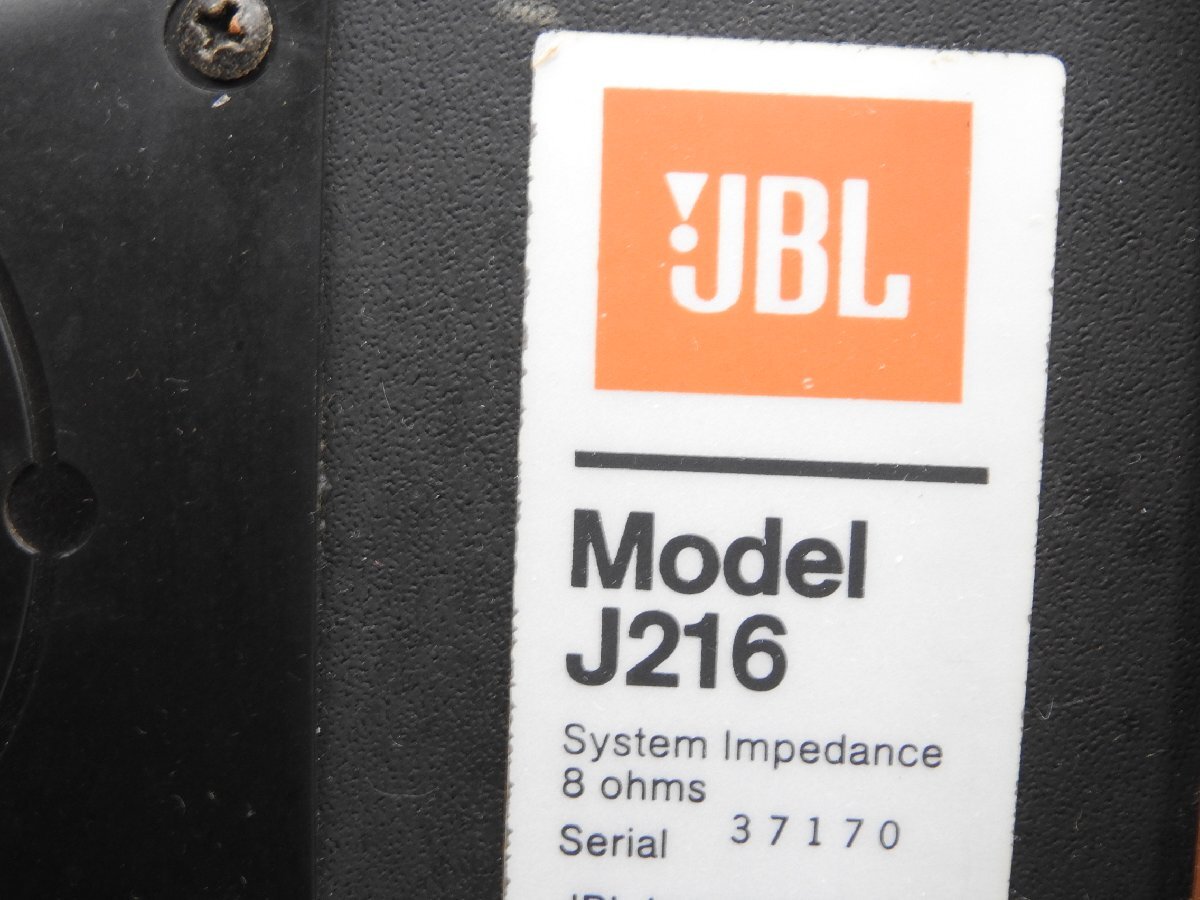 JBL
Model
J216
System Impedance
8 ohms
Serial 37170